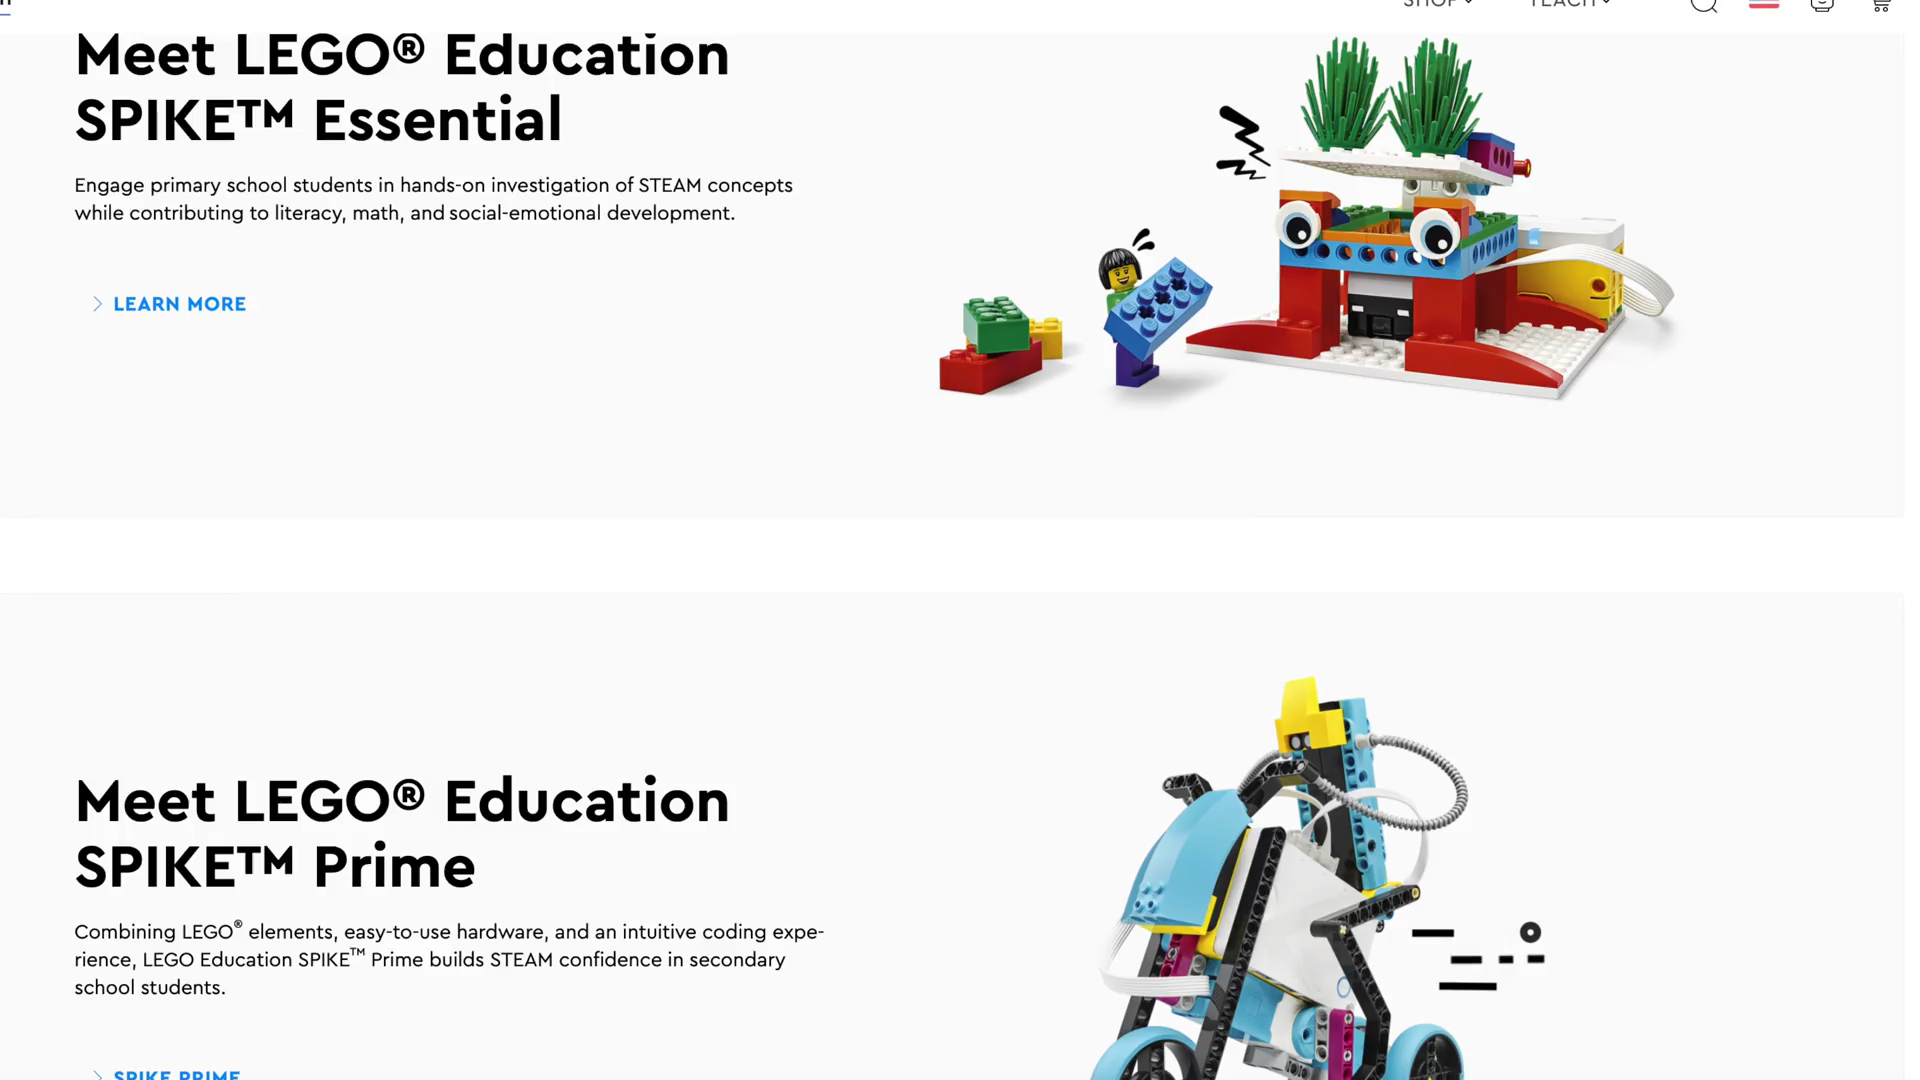 SHOP
TEACH
Meet LEGO® Education
SPIKE™ Essential
Engage primary school students in hands-on investigation of STEAM concepts
while contributing to literacy, math, and social-emotional development.
LEARN MORE
Meet LEGO® Education
SPIKE™ Prime
Combining LEGO® elements, easy-to-use hardware, and an intuitive coding expe-
rience, LEGO Education SPIKE™ Prime builds STEAM confidence in secondary
school students.
SPIKE PRIME